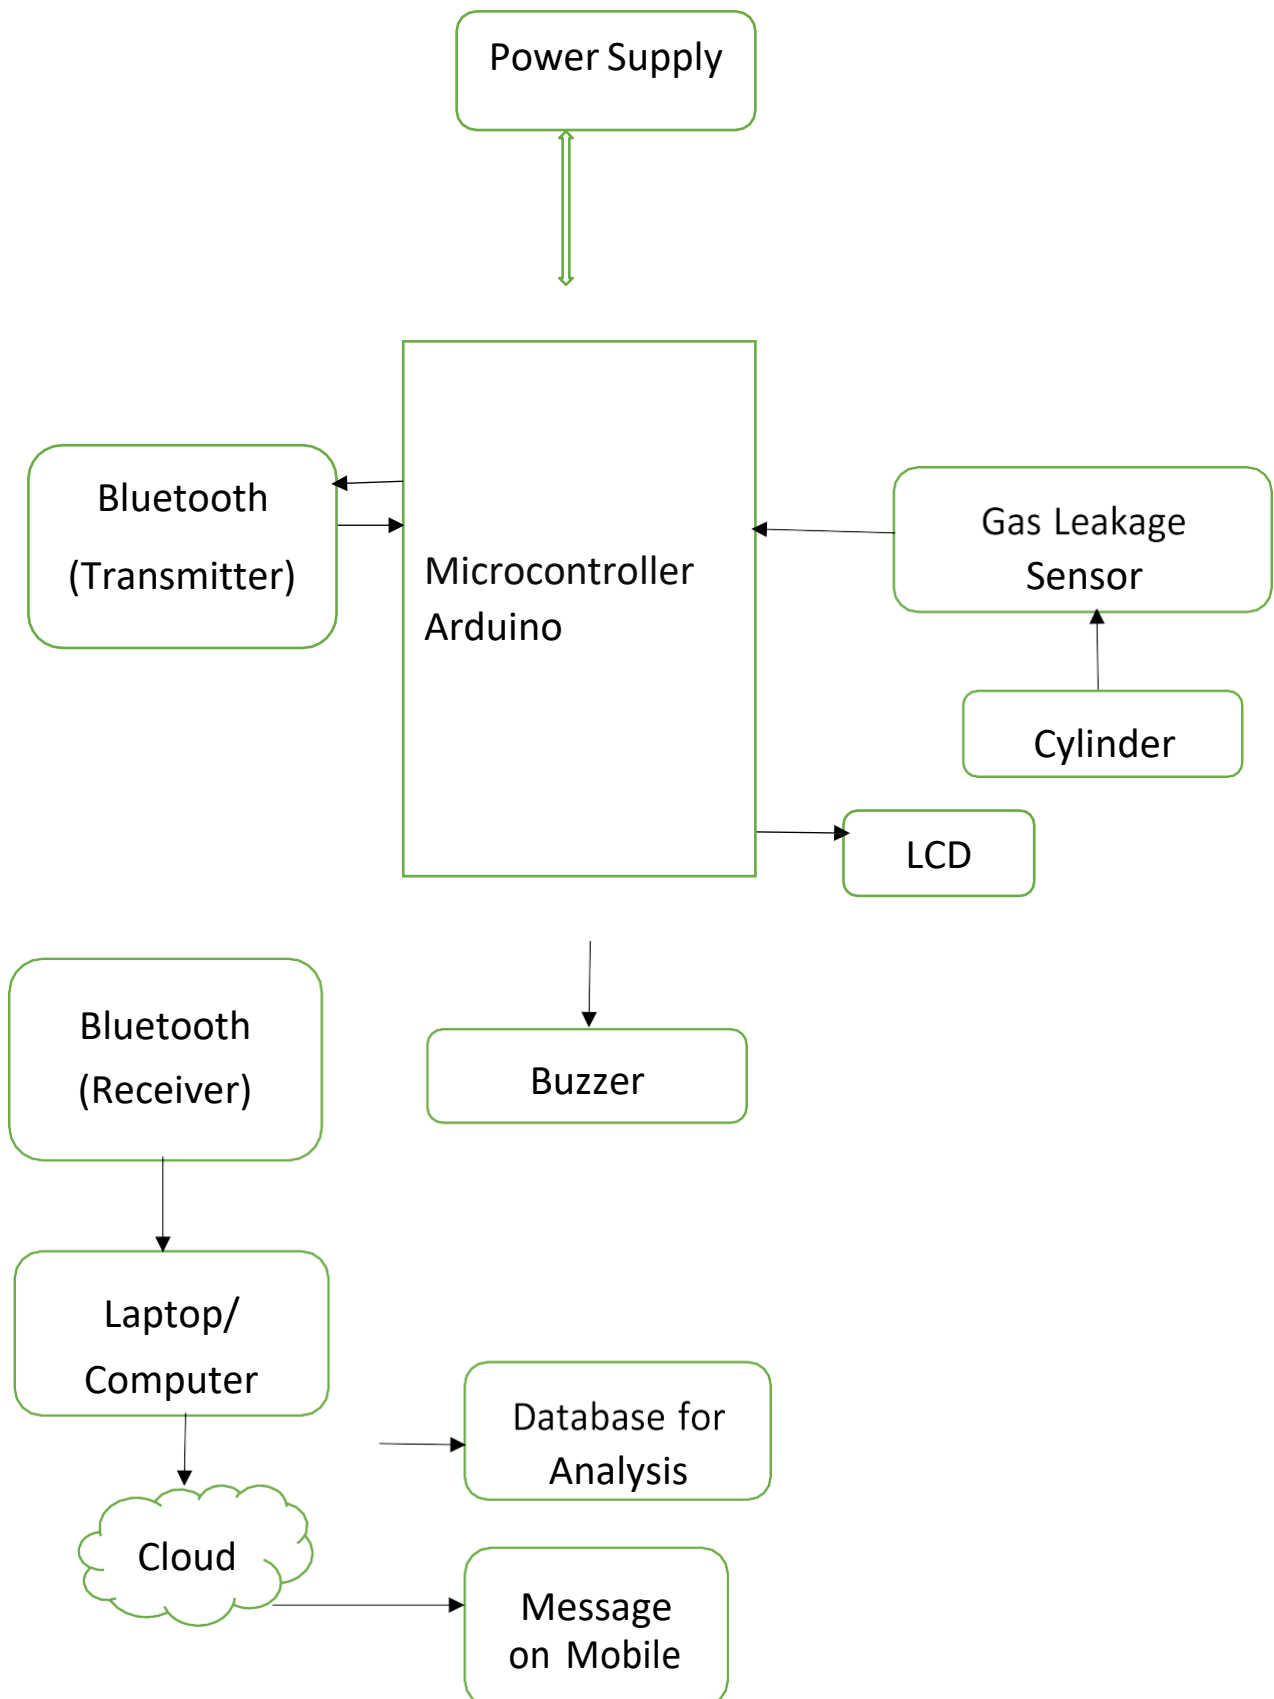 Power Supply
Bluetooth
(Transmitter)
Microcontroller
Arduino
Gas Leakage
Sensor
Cylinder
LCD
Bluetooth
(Receiver)
Buzzer
Laptop/
Computer
Database for
Analysis
Cloud
Message
on Mobile